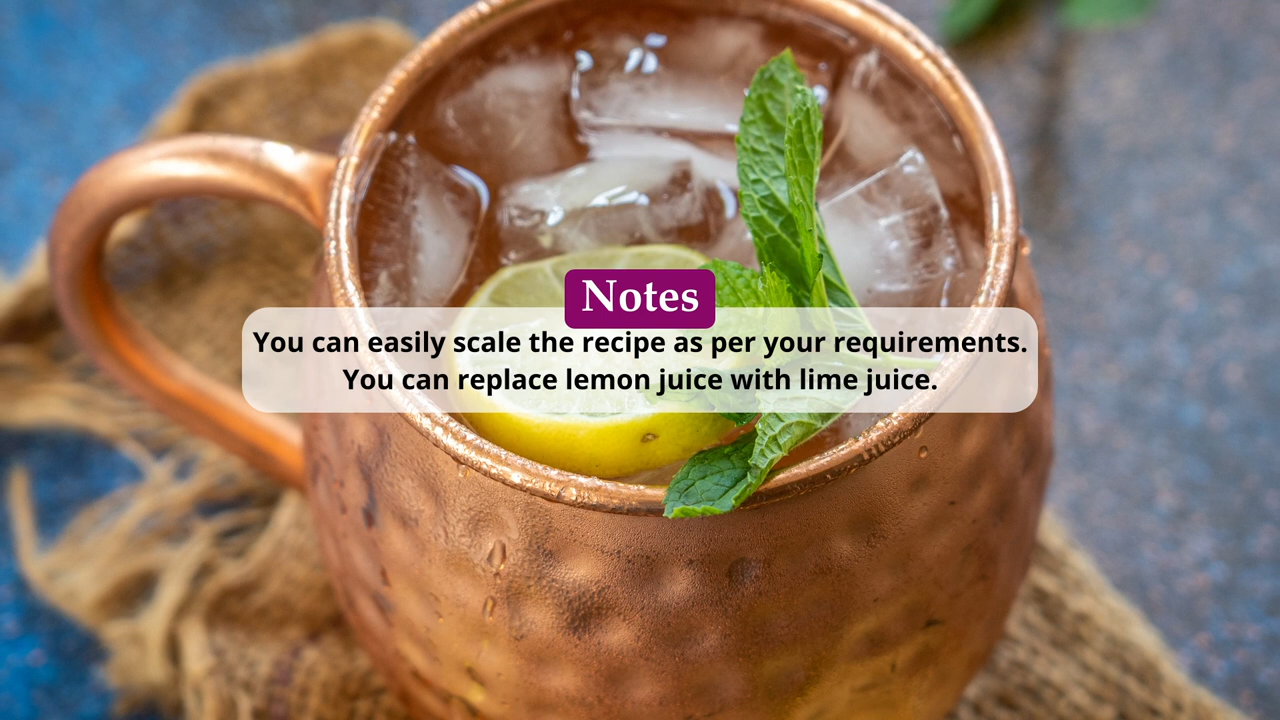 Notes
You can easily scale the recipe as per your requirements.
You can replace lemon juice with lime juice.